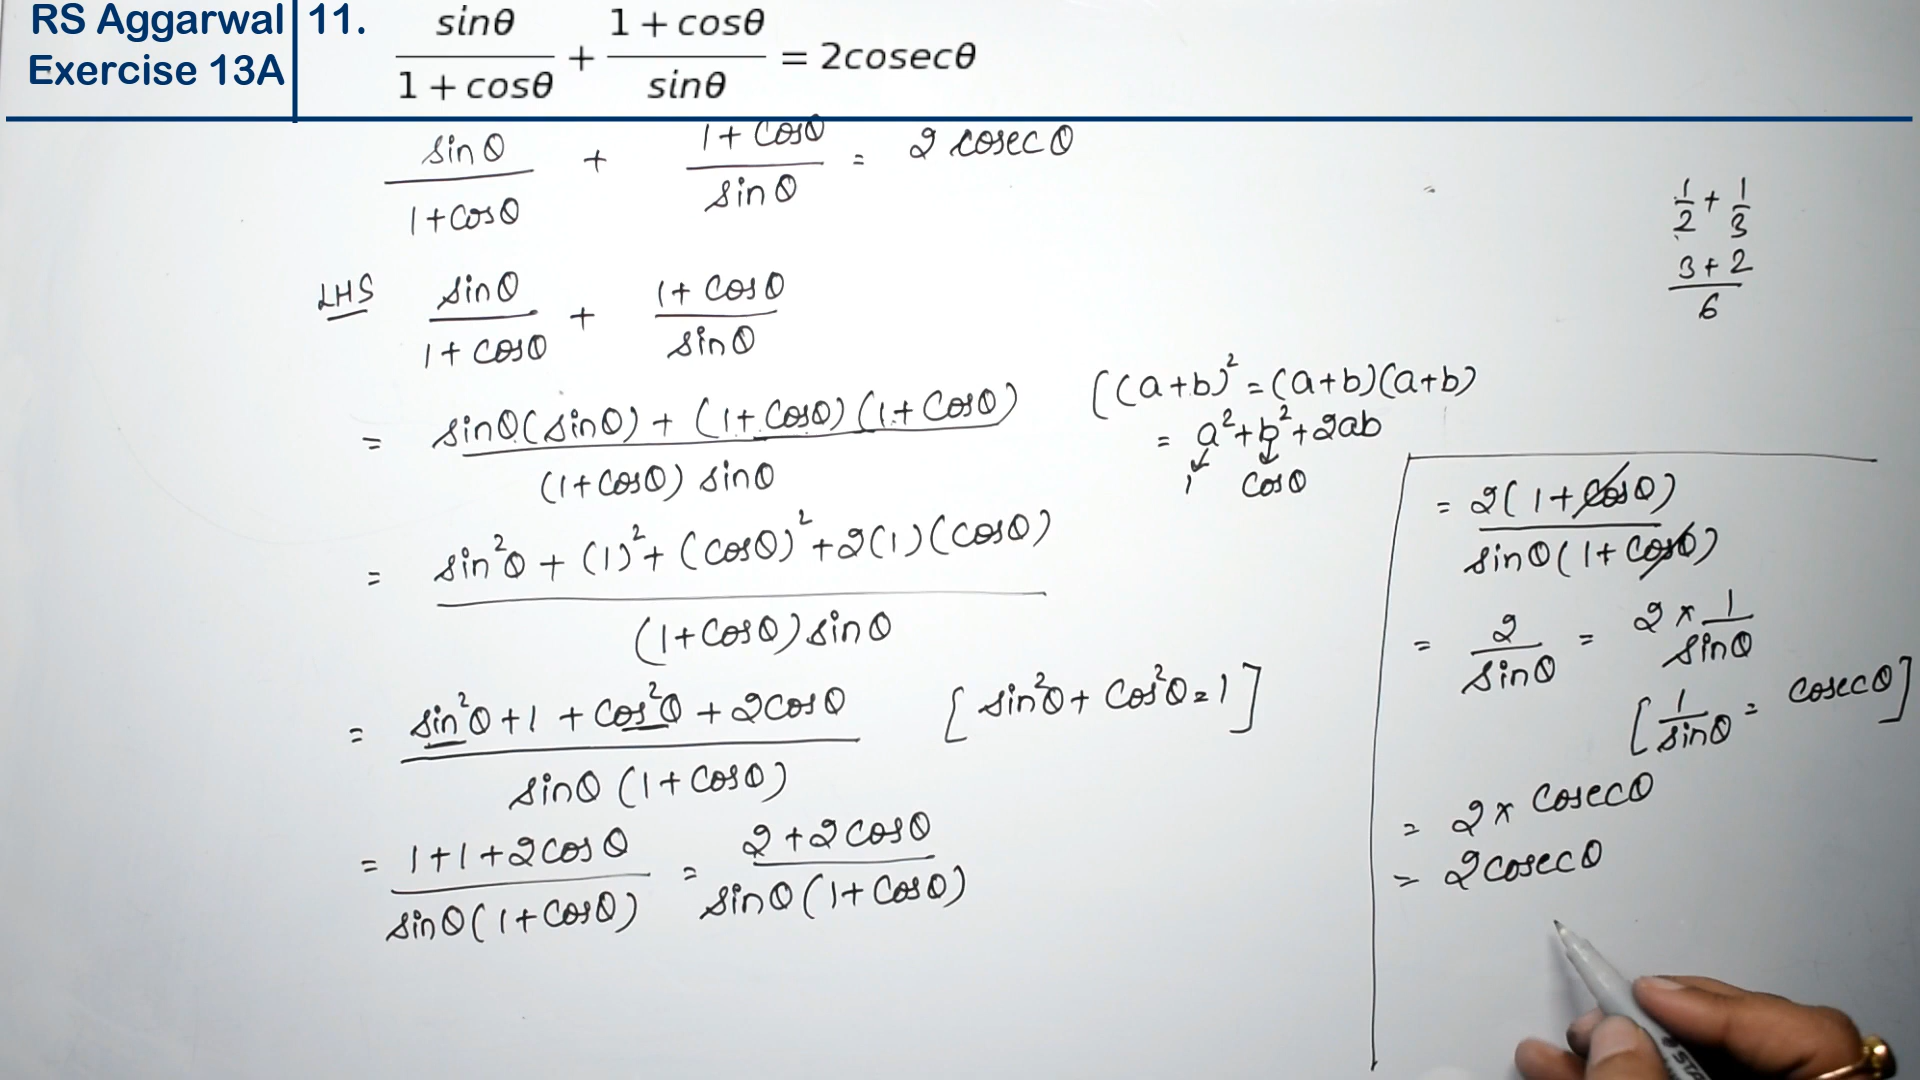 RS Aggarwal
Exercise 13A
11.
sinθ/1+cosθ + 1+cosθ/sinθ = 2cosecθ
sinθ/1+cosθ + 1+cosθ/sinθ = 2 cosecθ
LHS sinθ/1+cosθ + 1+cosθ/sinθ
= sinθ(sinθ) + (1+cosθ)(1+cosθ)/(1+cosθ) sinθ
[(a+b)² = (a+b)(a+b)
= a²+b²+2ab
1 cosθ
= sin²θ + (1)² + (cosθ)² + 2(1)(cosθ)/(1+cosθ) sinθ
= sin²θ + 1 + cos²θ + 2cosθ/sinθ (1+cosθ) [sin²θ + cos²θ = 1]
= 1+1+2cosθ/sinθ(1+cosθ) = 2+2cosθ/sinθ(1+cosθ)
1/2 + 1/3
3+2/6
= 2(1+cosθ)/sinθ(1+cosθ)
= 2/sinθ = 2 × 1/sinθ
[1/sinθ = cosecθ]
= 2 × cosecθ
= 2cosecθ